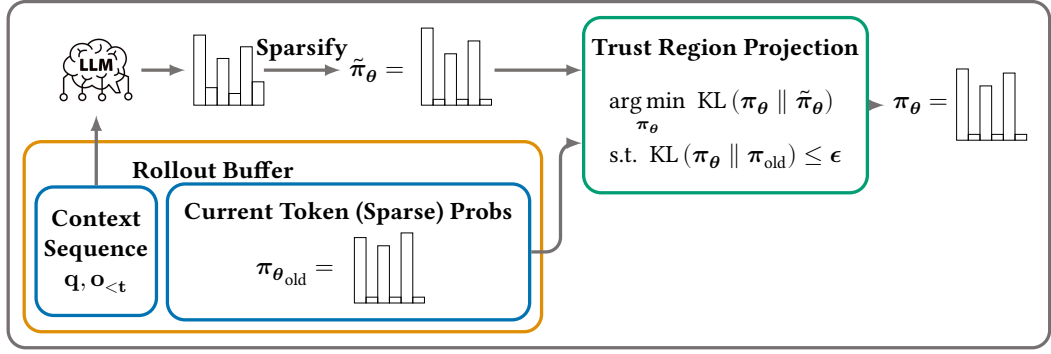 LLM
Sparsify
π̃_θ =
Trust Region Projection
arg min KL (π_θ ∥ π̃_θ)
π_θ
s.t. KL (π_θ ∥ π_old) ≤ ϵ
π_θ =
Rollout Buffer
Context
Sequence
q, o_<t
Current Token (Sparse) Probs
π_θ_old =